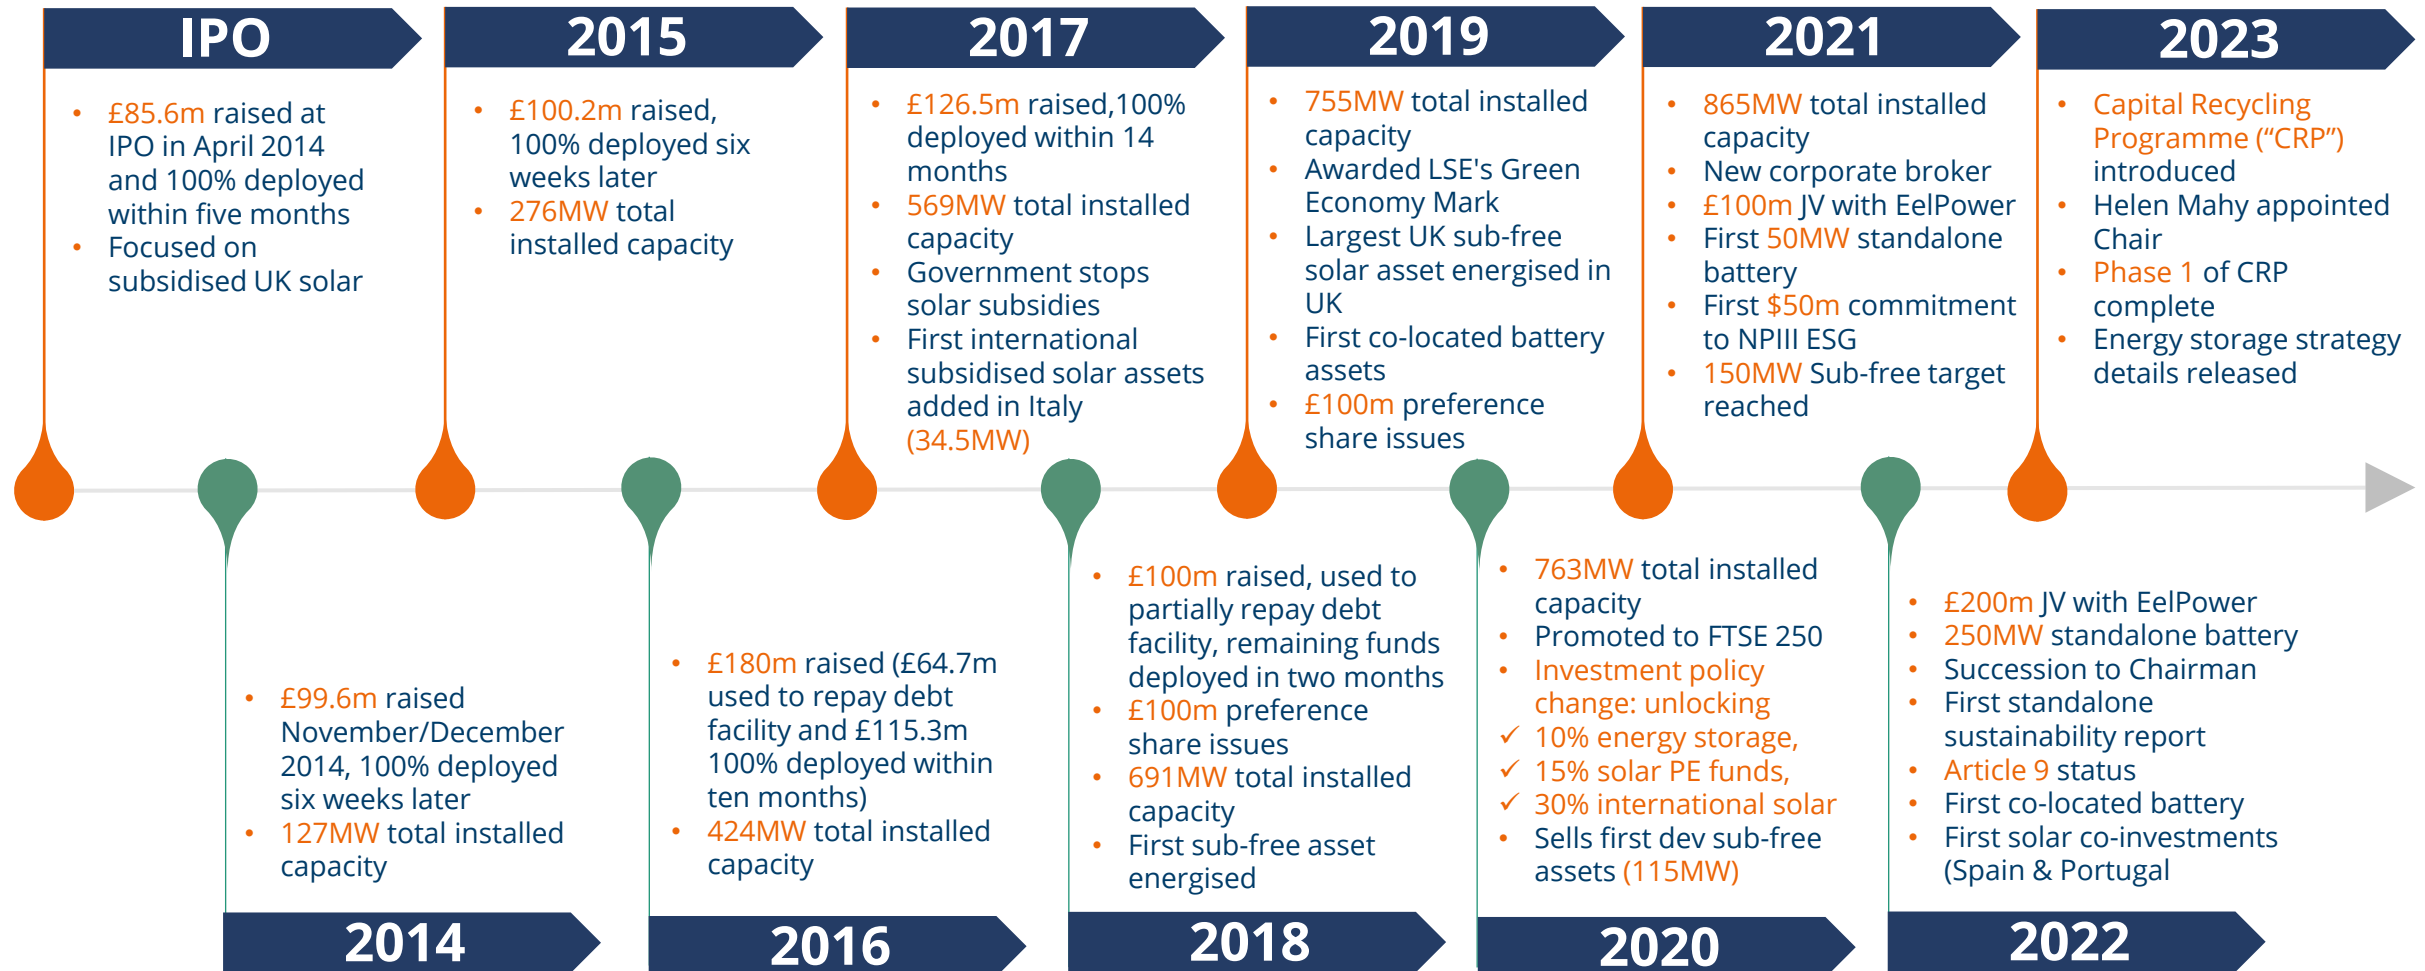 IPO
• £85.6m raised at
IPO in April 2014
and 100% deployed
within five months
• Focused on
subsidised UK solar
2015
• £100.2m raised,
100% deployed six
weeks later
• 276MW total
installed capacity
2017
• £126.5m raised,100%
deployed within 14
months
• 569MW total installed
capacity
• Government stops
solar subsidies
• First international
subsidised solar assets
added in Italy
(34.5MW)
2019
• 755MW total installed
capacity
• Awarded LSE's Green
Economy Mark
• Largest UK sub-free
solar asset energised in
UK
• First co-located battery
assets
• £100m preference
share issues
2021
• 865MW total installed
capacity
• New corporate broker
• £100m JV with EelPower
• First 50MW standalone
battery
• First $50m commitment
to NPIII ESG
• 150MW Sub-free target
reached
2023
• Capital Recycling
Programme (“CRP”)
introduced
• Helen Mahy appointed
Chair
• Phase 1 of CRP
complete
• Energy storage strategy
details released
• £99.6m raised
November/December
2014, 100% deployed
six weeks later
• 127MW total installed
capacity
2014
• £180m raised (£64.7m
used to repay debt
facility and £115.3m
100% deployed within
ten months)
• 424MW total installed
capacity
2016
• £100m raised, used to
partially repay debt
facility, remaining funds
deployed in two months
• £100m preference
share issues
• 691MW total installed
capacity
• First sub-free asset
energised
2018
• 763MW total installed
capacity
• Promoted to FTSE 250
• Investment policy
change: unlocking
✓ 10% energy storage,
✓ 15% solar PE funds,
✓ 30% international solar
• Sells first dev sub-free
assets (115MW)
2020
• £200m JV with EelPower
• 250MW standalone battery
• Succession to Chairman
• First standalone
sustainability report
• Article 9 status
• First co-located battery
• First solar co-investments
(Spain & Portugal
2022